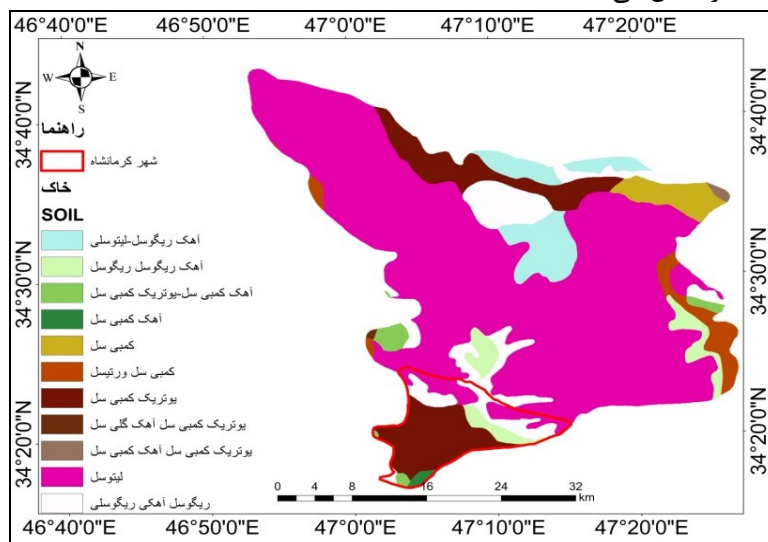 46°40'0"E 46°50'0"E 47°0'0"E 47°10'0"E 47°20'0"E
N
W E
S
34°40'0"N 34°40'0"N
راهنما
شهر کرمانشاه
خاک
SOIL
آهک ریگوسل-لیتوسلی
آهک ریگوسل ریگوسل
34°30'0"N 34°30'0"N
آهک کمبی سل-یوتریک کمبی سل
آهک کمبی سل
کمبی سل
کمبی سل ورتیسل
یوتریک کمبی سل
یوتریک کمبی سل آهک گلی سل
34°20'0"N 34°20'0"N
یوتریک کمبی سل آهک کمبی سل
لیتوسل
ریگوسل آهکی ریگوسلی
0 4 8 16 24 32
km
46°40'0"E 46°50'0"E 47°0'0"E 47°10'0"E 47°20'0"E